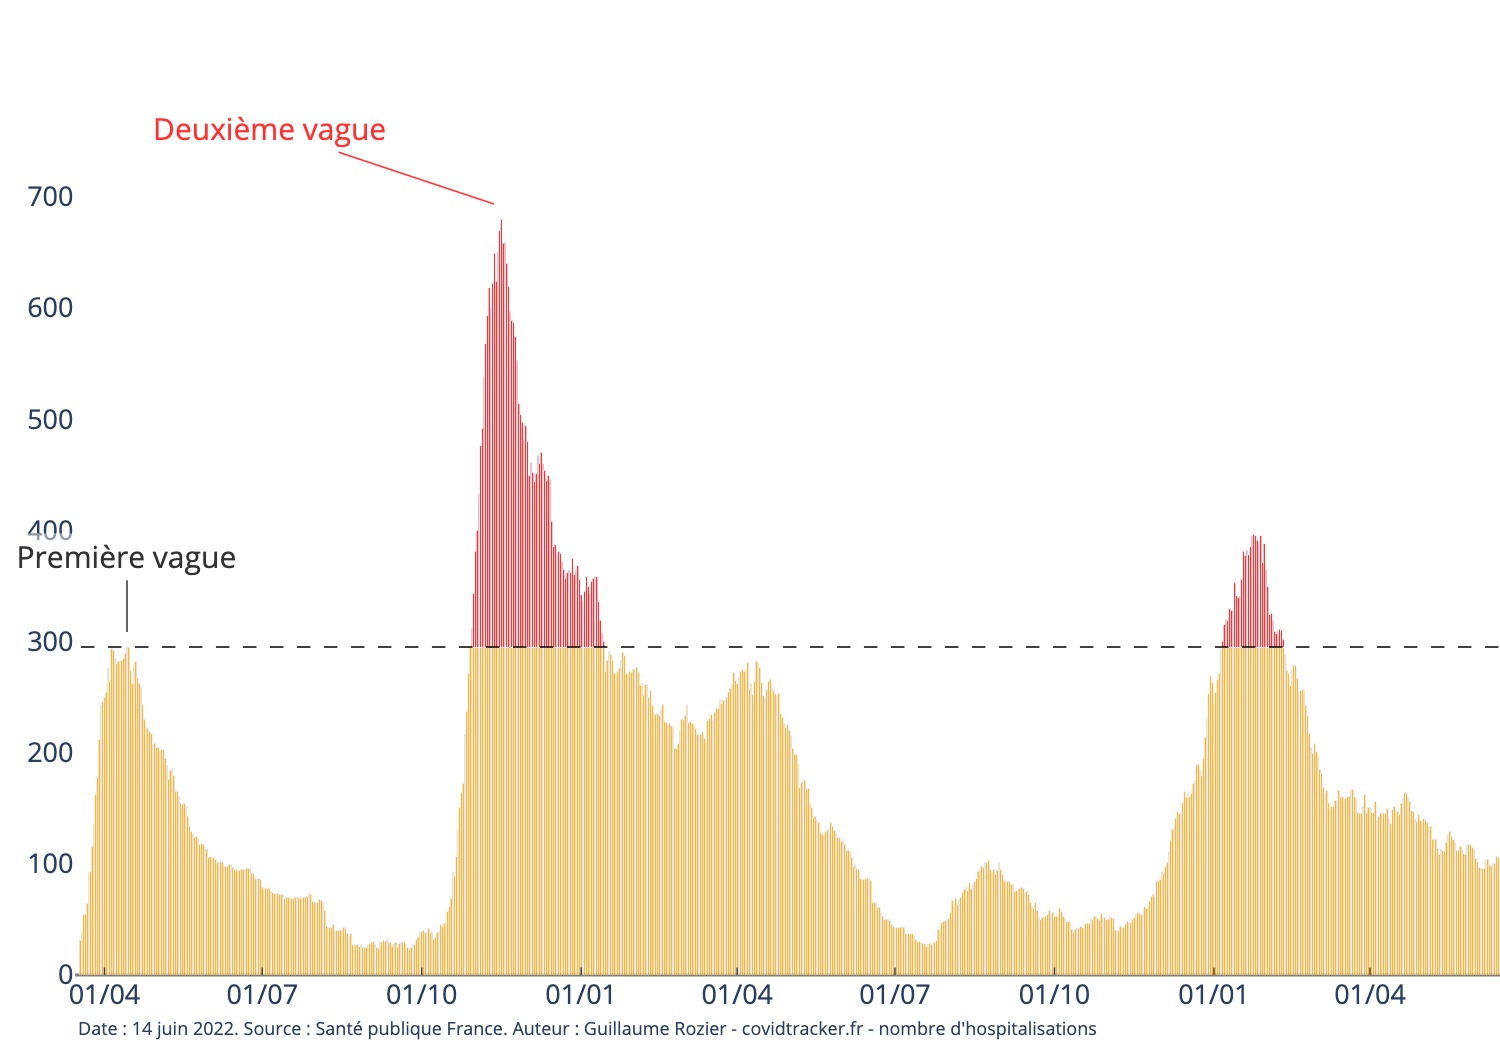 Deuxième vague
700
600
500
400
Première vague
300
200
100
0
01/04 01/07 01/10 01/01 01/04 01/07 01/10 01/01 01/04
Date : 14 juin 2022. Source : Santé publique France. Auteur : Guillaume Rozier - covidtracker.fr - nombre d'hospitalisations